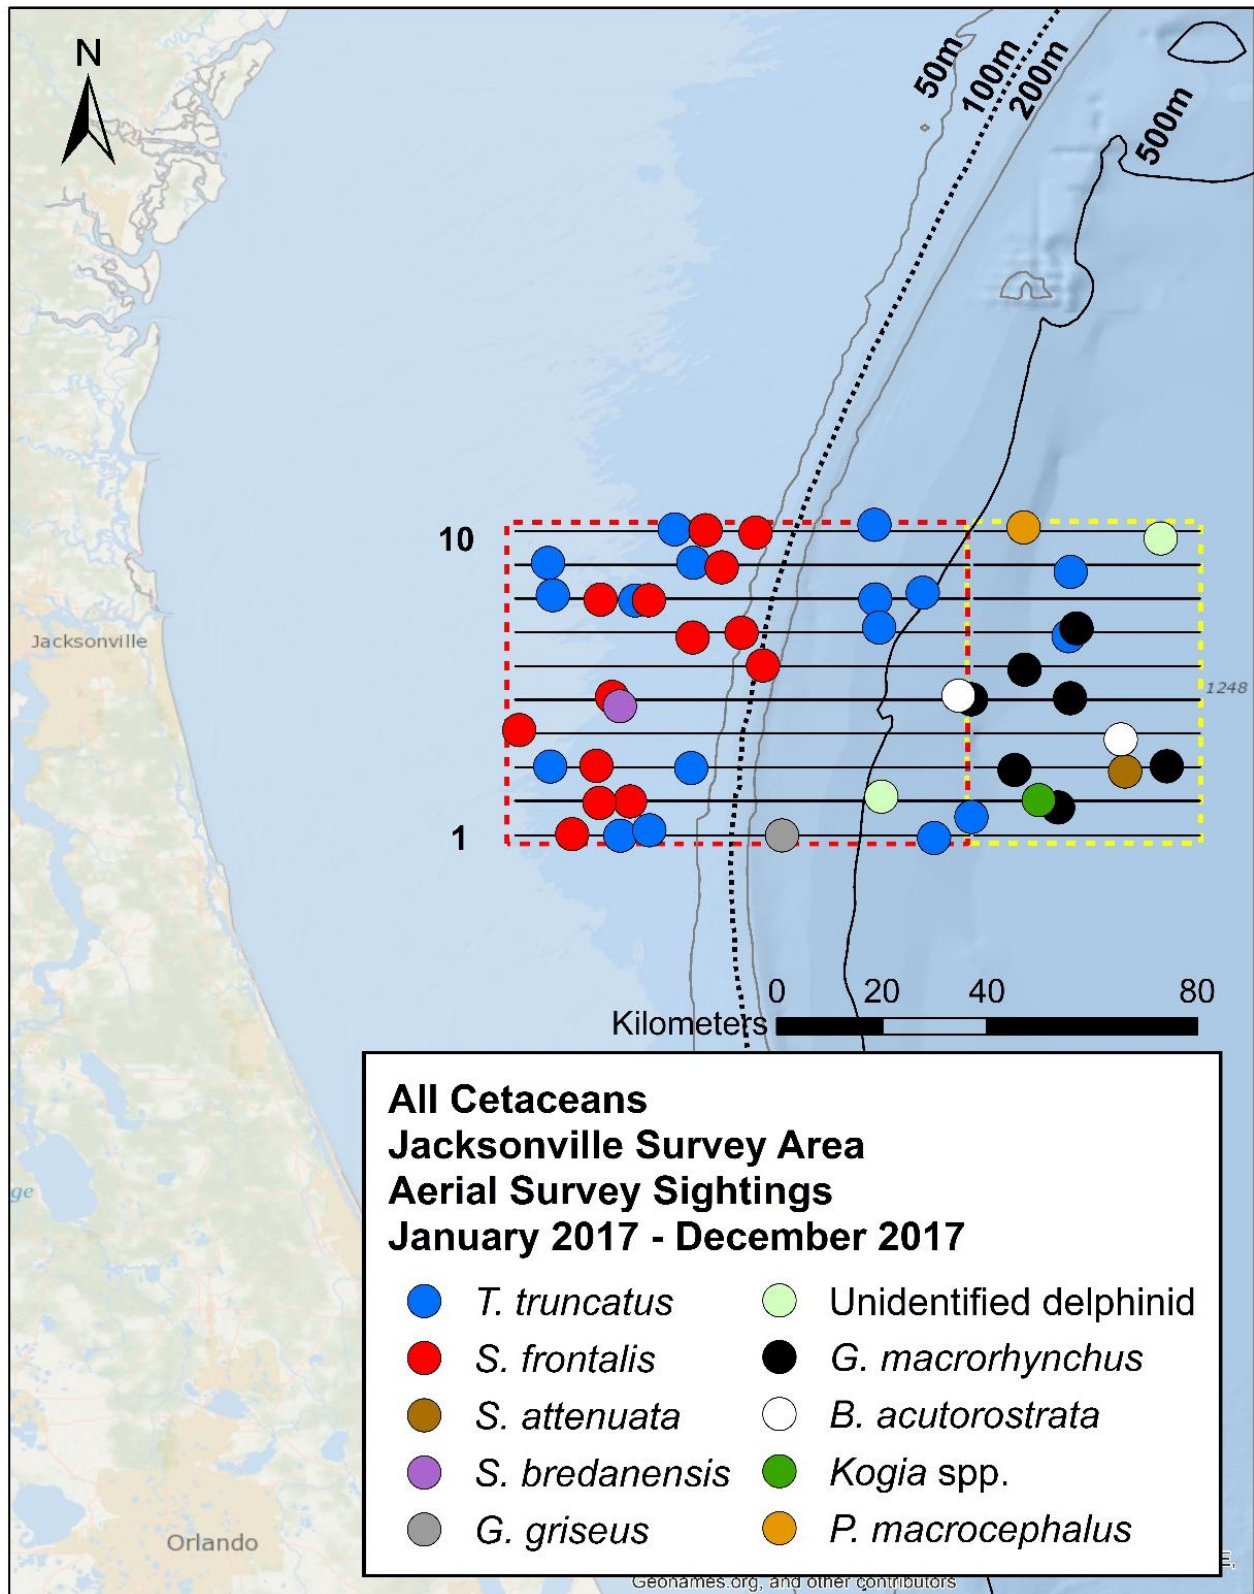 N
50m
100m
200m
500m
10
Jacksonville
1248
1
0 20 40 80
Kilometers
All Cetaceans
Jacksonville Survey Area
Aerial Survey Sightings
January 2017 - December 2017
T. truncatus
S. frontalis
S. attenuata
S. bredanensis
G. griseus
Unidentified delphinid
G. macrorhynchus
B. acutorostrata
Kogia spp.
P. macrocephalus
ge
Orlando
Geonames.org, and other contributors